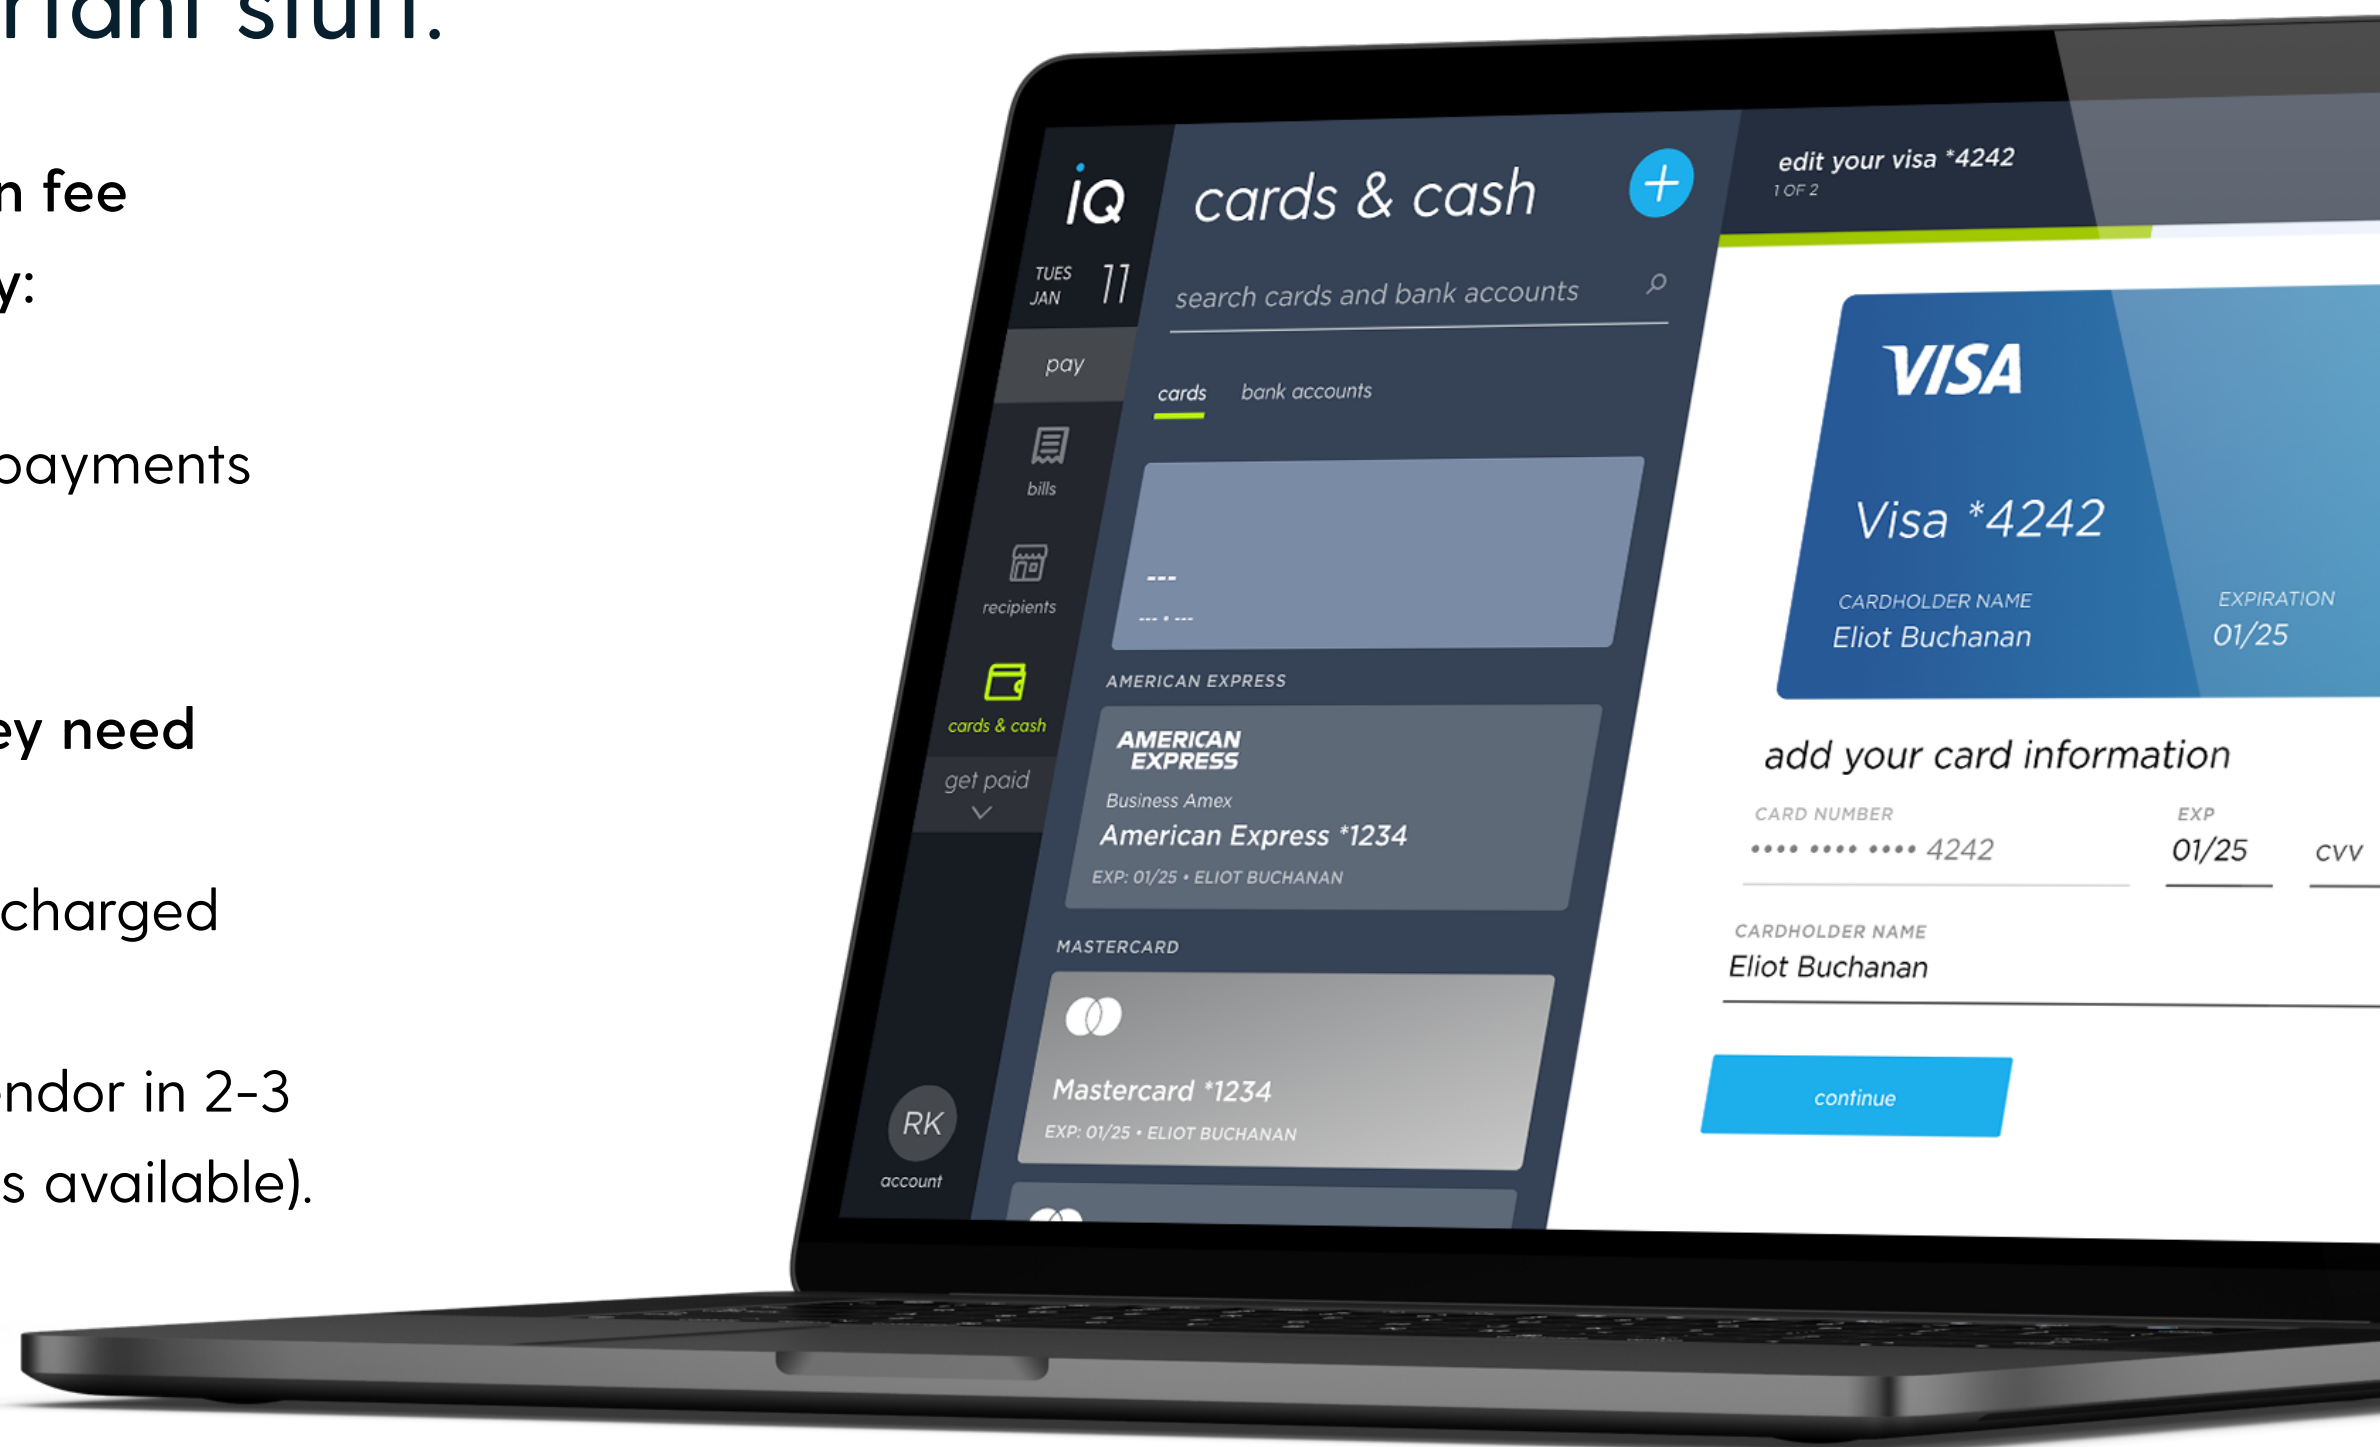 rtant stuff.
n fee
y:
payments
ey need
charged
endor in 2-3
s available).
iQ
TUES
JAN 11
pay
bills
recipients
cards & cash
get paid
RK
account
cards & cash
search cards and bank accounts
cards bank accounts
---
--- • ---
AMERICAN EXPRESS
AMERICAN
EXPRESS
Business Amex
American Express *1234
EXP: 01/25 • ELIOT BUCHANAN
MASTERCARD
Mastercard *1234
EXP: 01/25 • ELIOT BUCHANAN
edit your visa *4242
1 OF 2
VISA
Visa *4242
CARDHOLDER NAME EXPIRATION
Eliot Buchanan 01/25
add your card information
CARD NUMBER EXP
•••• •••• •••• 4242 01/25 CVV
CARDHOLDER NAME
Eliot Buchanan
continue